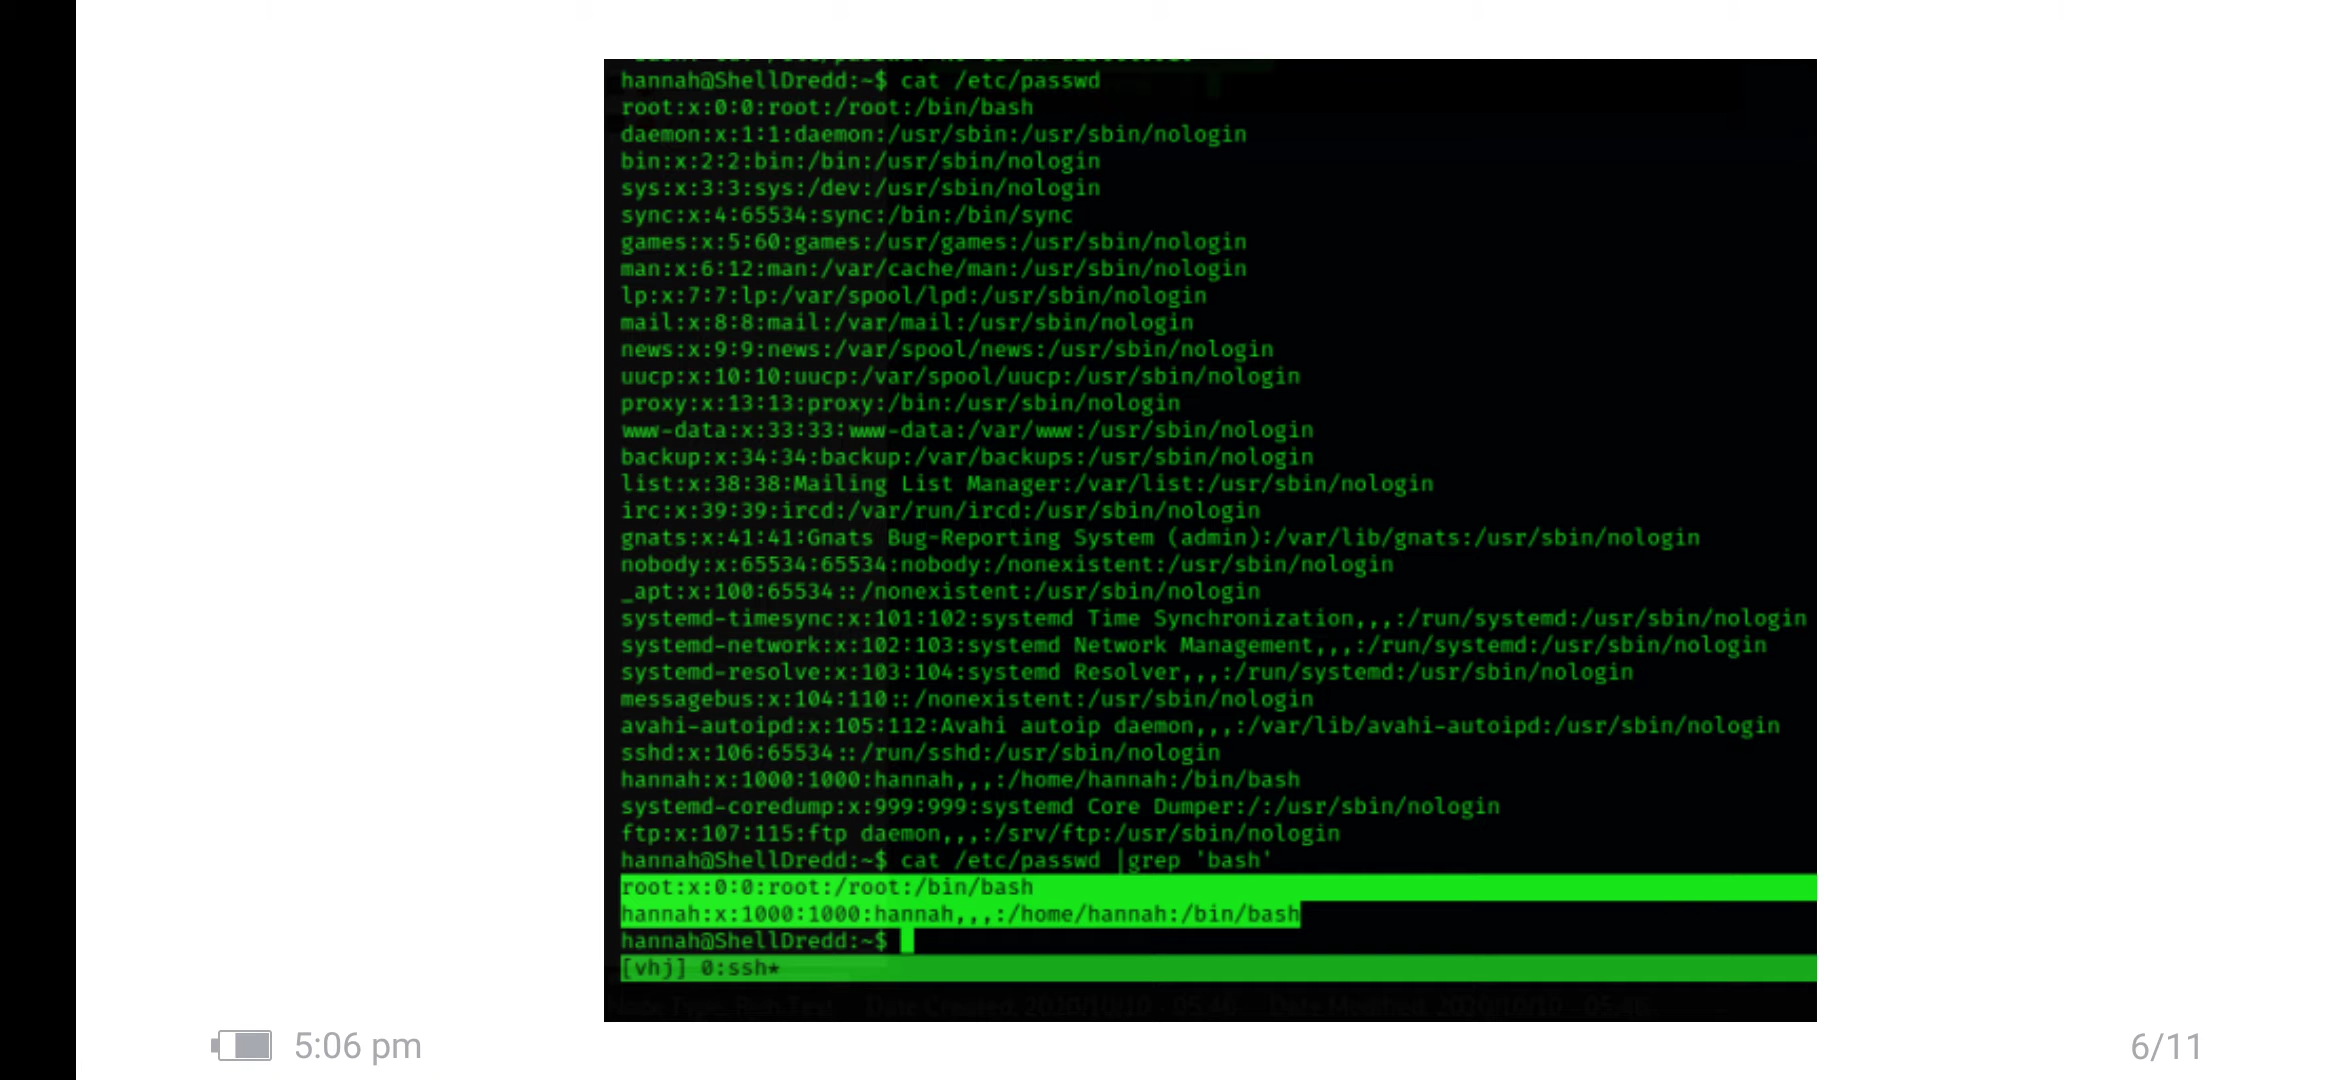 hannah@ShellDredd:~$ cat /etc/passwd
root:x:0:0:root:/root:/bin/bash
daemon:x:1:1:daemon:/usr/sbin:/usr/sbin/nologin
bin:x:2:2:bin:/bin:/usr/sbin/nologin
sys:x:3:3:sys:/dev:/usr/sbin/nologin
sync:x:4:65534:sync:/bin:/bin/sync
games:x:5:60:games:/usr/games:/usr/sbin/nologin
man:x:6:12:man:/var/cache/man:/usr/sbin/nologin
lp:x:7:7:lp:/var/spool/lpd:/usr/sbin/nologin
mail:x:8:8:mail:/var/mail:/usr/sbin/nologin
news:x:9:9:news:/var/spool/news:/usr/sbin/nologin
uucp:x:10:10:uucp:/var/spool/uucp:/usr/sbin/nologin
proxy:x:13:13:proxy:/bin:/usr/sbin/nologin
www-data:x:33:33:www-data:/var/www:/usr/sbin/nologin
backup:x:34:34:backup:/var/backups:/usr/sbin/nologin
list:x:38:38:Mailing List Manager:/var/list:/usr/sbin/nologin
irc:x:39:39:ircd:/var/run/ircd:/usr/sbin/nologin
gnats:x:41:41:Gnats Bug-Reporting System (admin):/var/lib/gnats:/usr/sbin/nologin
nobody:x:65534:65534:nobody:/nonexistent:/usr/sbin/nologin
_apt:x:100:65534::/nonexistent:/usr/sbin/nologin
systemd-timesync:x:101:102:systemd Time Synchronization,,,:/run/systemd:/usr/sbin/nologin
systemd-network:x:102:103:systemd Network Management,,,:/run/systemd:/usr/sbin/nologin
systemd-resolve:x:103:104:systemd Resolver,,,:/run/systemd:/usr/sbin/nologin
messagebus:x:104:110::/nonexistent:/usr/sbin/nologin
avahi-autoipd:x:105:112:Avahi autoip daemon,,,:/var/lib/avahi-autoipd:/usr/sbin/nologin
sshd:x:106:65534::/run/sshd:/usr/sbin/nologin
hannah:x:1000:1000:hannah,,,:/home/hannah:/bin/bash
systemd-coredump:x:999:999:systemd Core Dumper:/:/usr/sbin/nologin
ftp:x:107:115:ftp daemon,,,:/srv/ftp:/usr/sbin/nologin
hannah@ShellDredd:~$ cat /etc/passwd |grep 'bash'
root:x:0:0:root:/root:/bin/bash
hannah:x:1000:1000:hannah,,,:/home/hannah:/bin/bash
hannah@ShellDredd:~$
[vhj] 0:ssh*
5:06 pm
6/11